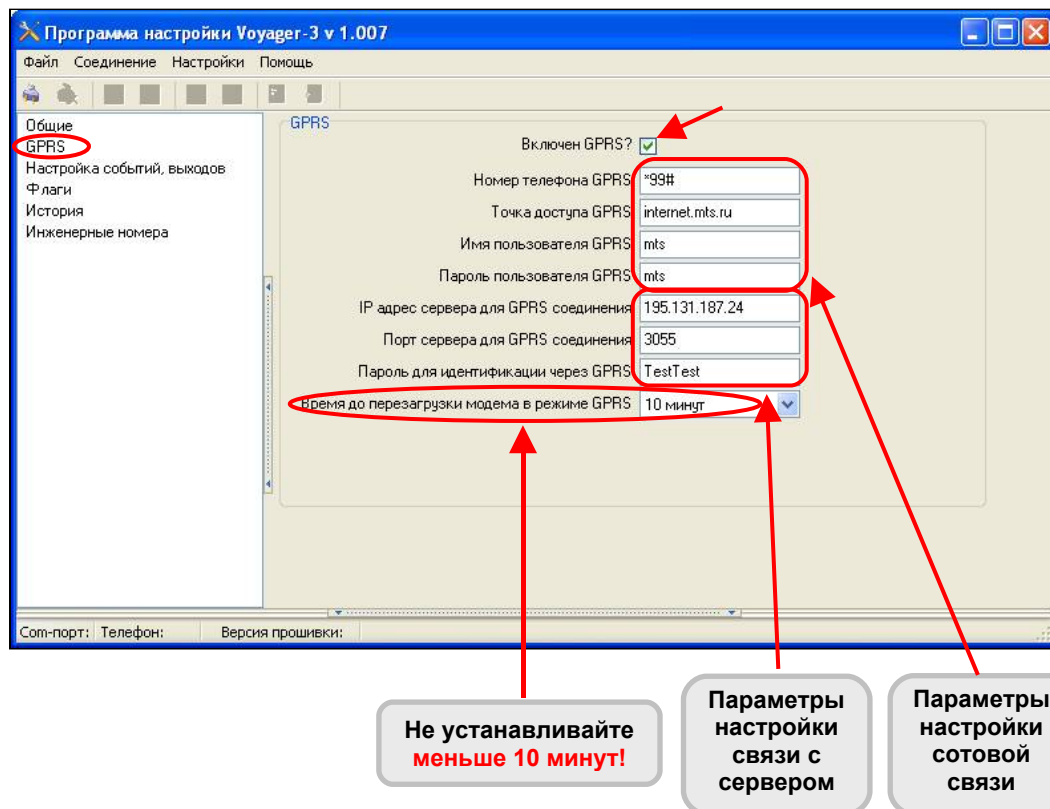 Программа настройки Voyager-3 v 1.007
Файл Соединение Настройки Помощь
Общие
GPRS
Настройка событий, выходов
Флаги
История
Инженерные номера
GPRS
Включен GPRS?
Номер телефона GPRS *99#
Точка доступа GPRS internet.mts.ru
Имя пользователя GPRS mts
Пароль пользователя GPRS mts
IP адрес сервера для GPRS соединения 195.131.187.24
Порт сервера для GPRS соединения 3055
Пароль для идентификации через GPRS TestTest
Время до перезагрузки модема в режиме GPRS 10 минут
Com-порт: Телефон: Версия прошивки:
Не устанавливайте
меньше 10 минут!
Параметры
настройки
связи с
сервером
Параметры
настройки
сотовой
связи